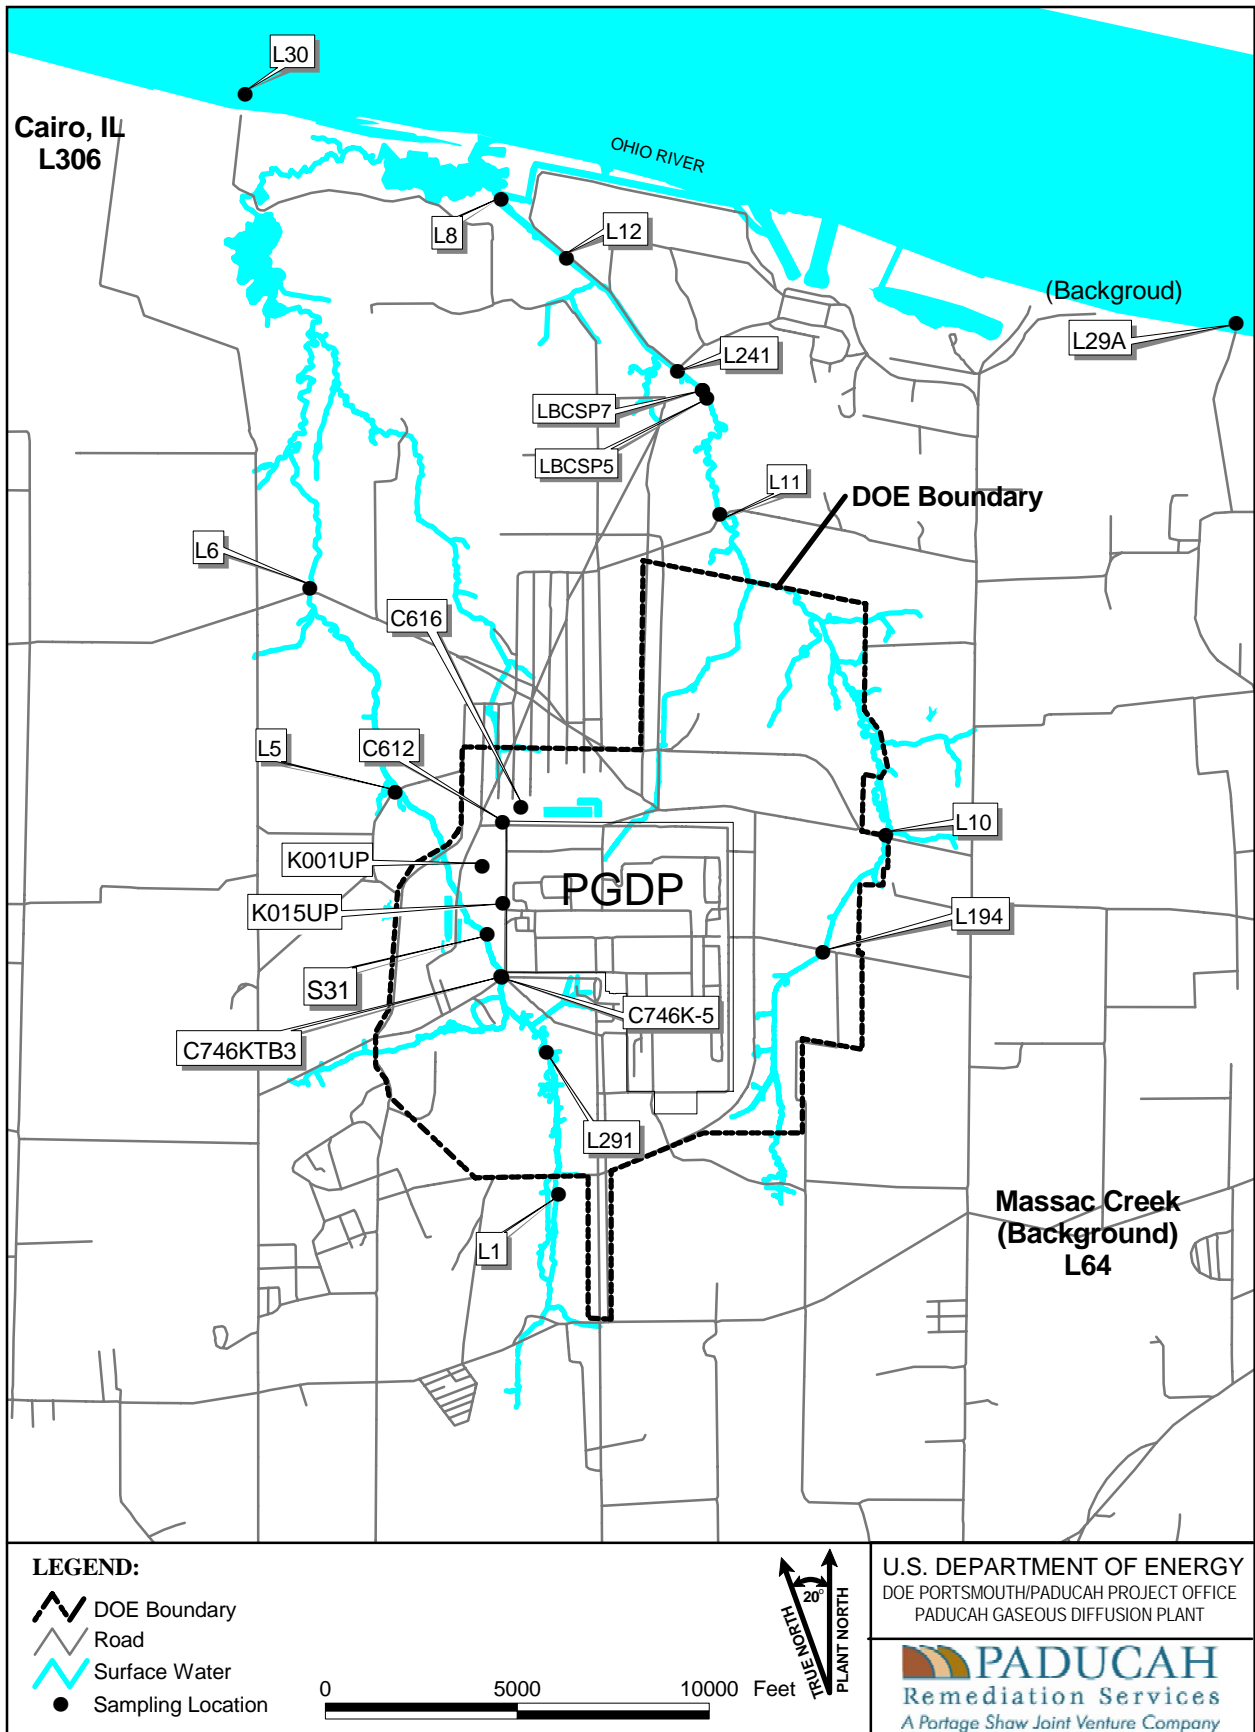 L30
Cairo, IL
L306
OHIO RIVER
L8
L12
(Backgroud)
L29A
L241
LBCSP7
LBCSP5
L11
DOE Boundary
L6
C616
L5
C612
L10
K001UP
PGDP
K015UP
L194
S31
C746K-5
C746KTB3
L291
Massac Creek
(Background)
L64
L1
LEGEND:
DOE Boundary
Road
Surface Water
Sampling Location
0 5000 10000 Feet
20°
TRUE NORTH
PLANT NORTH
U.S. DEPARTMENT OF ENERGY
DOE PORTSMOUTH/PADUCAH PROJECT OFFICE
PADUCAH GASEOUS DIFFUSION PLANT
PADUCAH
Remediation Services
A Portage Shaw Joint Venture Company